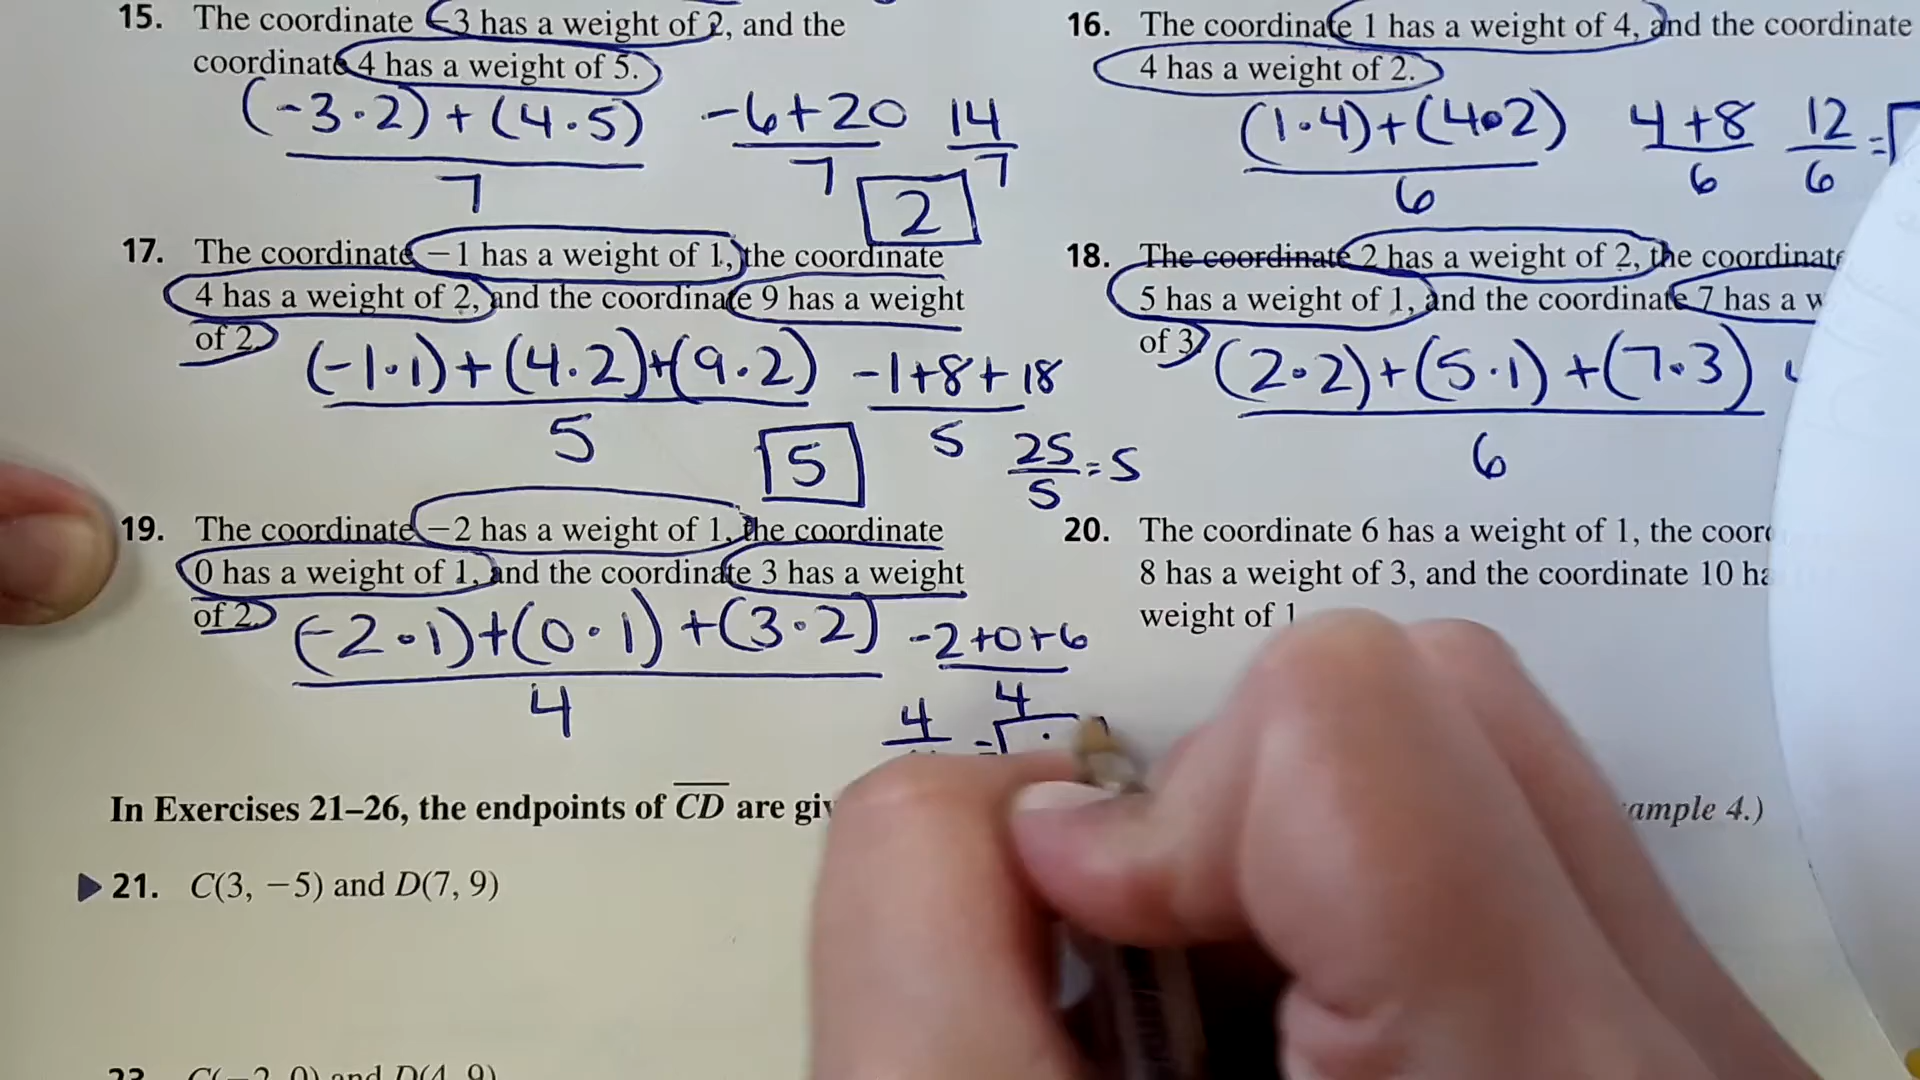 15. The coordinate −3 has a weight of 2, and the
coordinate 4 has a weight of 5.
(-3·2) + (4·5)
7
-6+20
7
14
7
2
16. The coordinate 1 has a weight of 4, and the coordinate
4 has a weight of 2.
(1·4)+(4·2)
6
4+8
6
12
6
=
17. The coordinate −1 has a weight of 1, the coordinate
4 has a weight of 2, and the coordinate 9 has a weight
of 2.
(-1·1)+(4·2)+(9·2)
5
-1+8+18
5
25
5
=5
5
18. The coordinate 2 has a weight of 2, the coordinate
5 has a weight of 1, and the coordinate 7 has a
of 3.
(2·2)+(5·1)+(7·3)
6
19. The coordinate −2 has a weight of 1, the coordinate
0 has a weight of 1, and the coordinate 3 has a weight
of 2.
(-2·1)+(0·1)+(3·2)
4
-2+0+6
4
4
=
20. The coordinate 6 has a weight of 1, the
8 has a weight of 3, and the coordinate 10
weight of 1
In Exercises 21–26, the endpoints of CD are
ample 4.)
21. C(3, −5) and D(7, 9)
23. C(−2, 0) and D(4, 9)